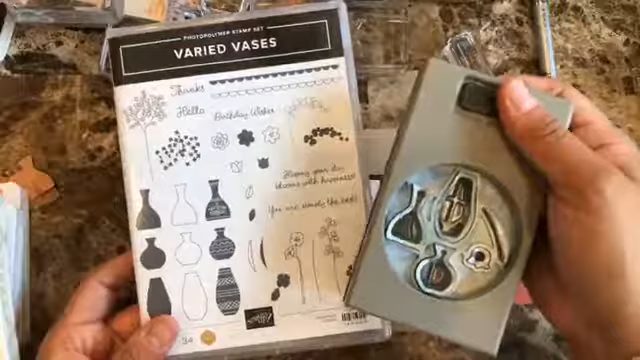 PHOTOPOLYMER STAMP SET
VARIED VASES
Thanks
Hello
Birthday Wishes
Hoping your day
blooms with happiness!
You are simply the best!